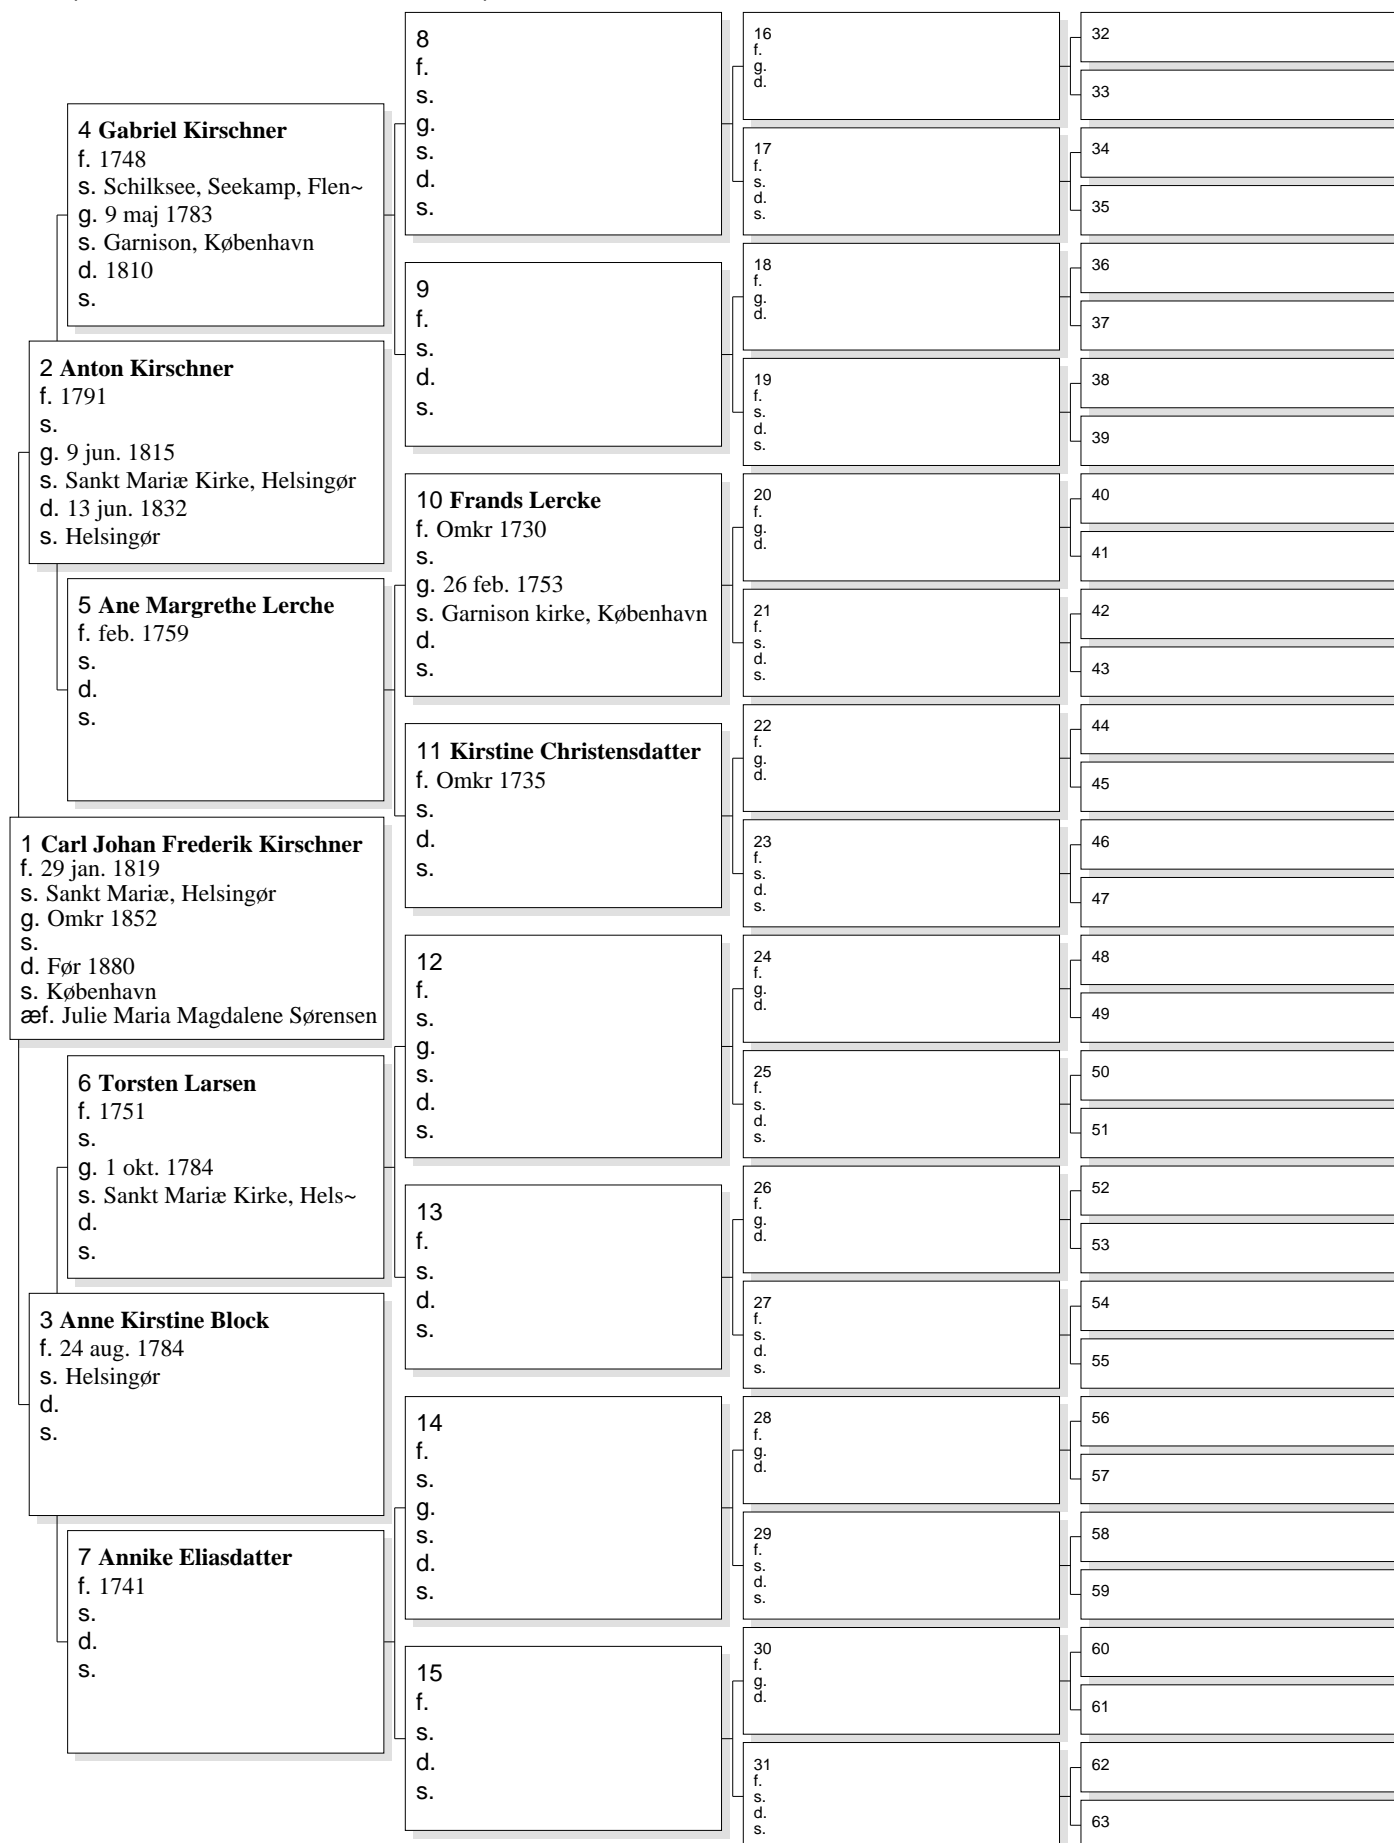 4 Gabriel Kirschner
f. 1748
s. Schilksee, Seekamp, Flen~
g. 9 maj 1783
s. Garnison, København
d. 1810
s.
2 Anton Kirschner
f. 1791
s.
g. 9 jun. 1815
s. Sankt Mariæ Kirke, Helsingør
d. 13 jun. 1832
s. Helsingør
5 Ane Margrethe Lerche
f. feb. 1759
s.
d.
s.
1 Carl Johan Frederik Kirschner
f. 29 jan. 1819
s. Sankt Mariæ, Helsingør
g. Omkr 1852
s.
d. Før 1880
s. København
æf. Julie Maria Magdalene Sørensen
6 Torsten Larsen
f. 1751
s.
g. 1 okt. 1784
s. Sankt Mariæ Kirke, Hels~
d.
s.
3 Anne Kirstine Block
f. 24 aug. 1784
s. Helsingør
d.
s.
7 Annike Eliasdatter
f. 1741
s.
d.
s.
8
f.
s.
g.
s.
d.
s.
9
f.
s.
d.
s.
10 Frands Lercke
f. Omkr 1730
s.
g. 26 feb. 1753
s. Garnison kirke, København
d.
s.
11 Kirstine Christensdatter
f. Omkr 1735
s.
d.
s.
12
f.
s.
g.
s.
d.
s.
13
f.
s.
d.
s.
14
f.
s.
g.
s.
d.
s.
15
f.
s.
d.
s.
16
f.
g.
d.
17
f.
s.
d.
s.
18
f.
g.
d.
19
f.
s.
d.
s.
20
f.
g.
d.
21
f.
s.
d.
s.
22
f.
g.
d.
23
f.
s.
d.
s.
24
f.
g.
d.
25
f.
s.
d.
s.
26
f.
g.
d.
27
f.
s.
d.
s.
28
f.
g.
d.
29
f.
s.
d.
s.
30
f.
g.
d.
31
f.
s.
d.
s.
32
33
34
35
36
37
38
39
40
41
42
43
44
45
46
47
48
49
50
51
52
53
54
55
56
57
58
59
60
61
62
63